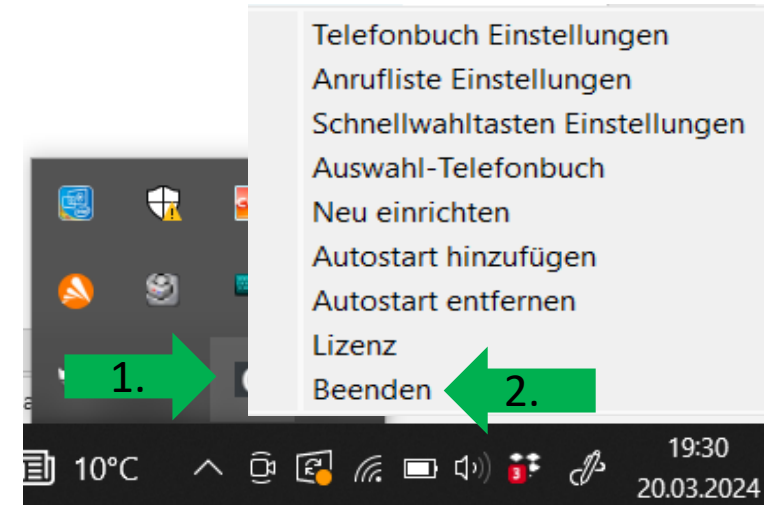 Telefonbuch Einstellungen
Anrufliste Einstellungen
Schnellwahltasten Einstellungen
Auswahl-Telefonbuch
Neu einrichten
Autostart hinzufügen
Autostart entfernen
Lizenz
Beenden
1.
2.
10°C
3
19:30
20.03.2024